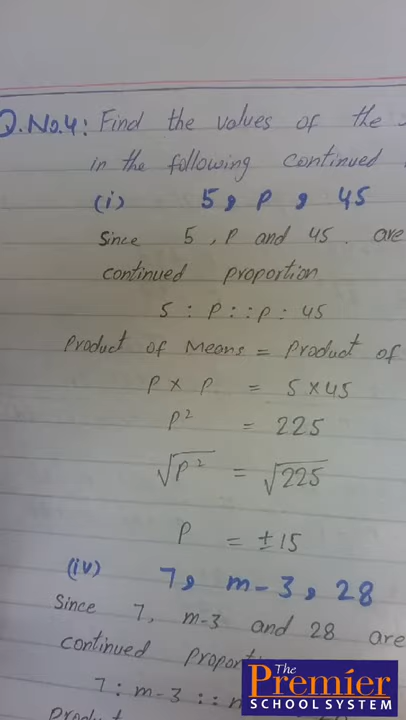 Q.No.4: Find the values of the
in the following continued
(i) 5, P, 45
Since 5, P and 45. are
continued proportion
5 : P :: P : 45
Product of Means = Product of
P × P = 5 × 45
P² = 225
√P² = √225
P = ±15
(iv) 7, m-3, 28
Since 7, m-3 and 28 are
continued
7 : m-3 ::
The
Premier
SCHOOL SYSTEM